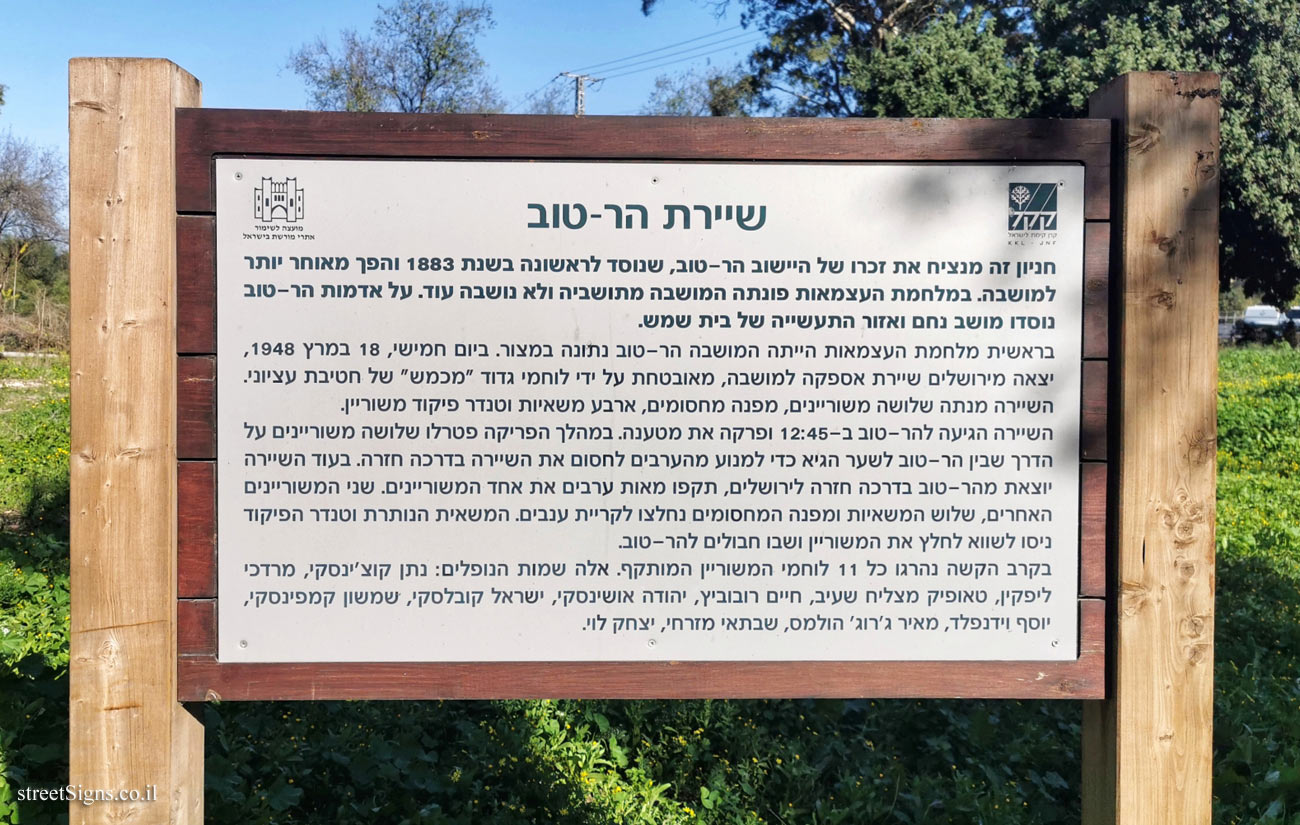 שיירת הר-טוב
מועצה לשימור
אתרי מורשת בישראל
קקל
קרן קימת לישראל
KKL - JNF
חניון זה מנציח את זכרו של היישוב הר–טוב, שנוסד לראשונה בשנת 1883 והפך מאוחר יותר
למושבה. במלחמת העצמאות פונתה המושבה מתושביה ולא נושבה עוד. על אדמות הר–טוב
נוסדו מושב נחם ואזור התעשייה של בית שמש.
בראשית מלחמת העצמאות הייתה המושבה הר–טוב נתונה במצור. ביום חמישי, 18 במרץ 1948,
יצאה מירושלים שיירת אספקה למושבה, מאובטחת על ידי לוחמי גדוד "מכמש" של חטיבת עציוני.
השיירה מנתה שלושה משוריינים, מפנה מחסומים, ארבע משאיות וטנדר פיקוד משוריין.
השיירה הגיעה להר–טוב ב–12:45 ופרקה את מטענה. במהלך הפריקה פטרלו שלושה משוריינים על
הדרך שבין הר–טוב לשער הגיא כדי למנוע מהערבים לחסום את השיירה בדרכה חזרה. בעוד השיירה
יוצאת מהר–טוב בדרכה חזרה לירושלים, תקפו מאות ערבים את אחד המשוריינים. שני המשוריינים
האחרים, שלוש המשאיות ומפנה המחסומים נחלצו לקריית ענבים. המשאית הנותרת וטנדר הפיקוד
ניסו לשווא לחלץ את המשוריין ושבו חבולים להר–טוב.
בקרב הקשה נהרגו כל 11 לוחמי המשוריין המותקף. אלה שמות הנופלים: נתן קוצ'ינסקי, מרדכי
ליפקין, טאופיק מצליח שעיב, חיים רובוביץ, יהודה אושינסקי, ישראל קובלסקי, שמשון קמפינסקי,
יוסף וידנפלד, מאיר ג'רוג' הולמס, שבתאי מזרחי, יצחק לוי.
streetSigns.co.il